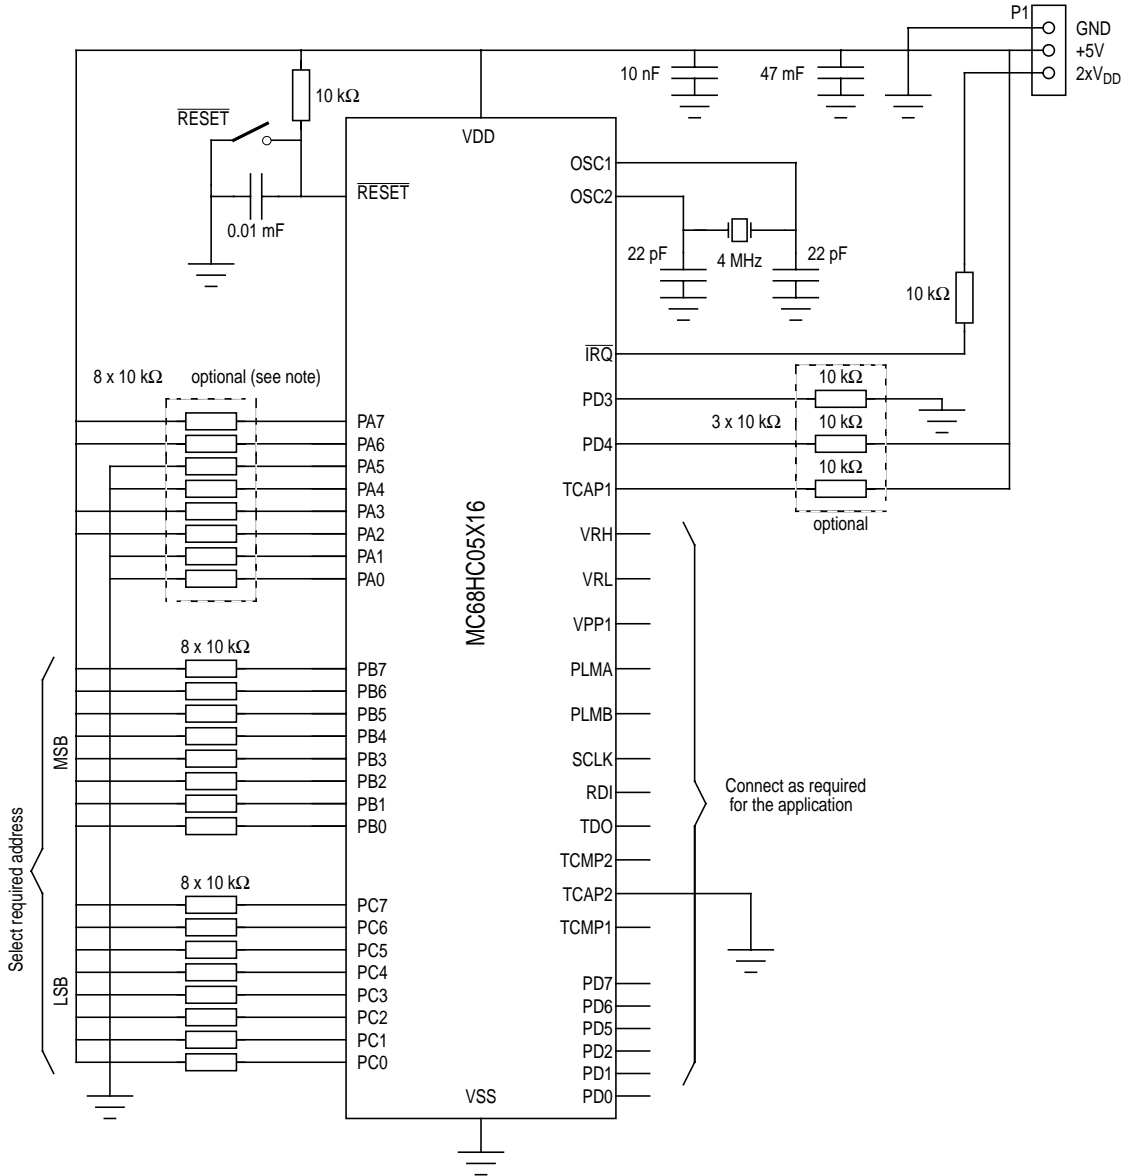 P1
GND
+5V
2xVDD
10 nF
47 mF
10 kΩ
RESET
VDD
OSC1
RESET
OSC2
0.01 mF
22 pF
4 MHz
22 pF
10 kΩ
IRQ
8 x 10 kΩ
optional (see note)
10 kΩ
PD3
3 x 10 kΩ
10 kΩ
PD4
10 kΩ
TCAP1
optional
PA7
PA6
PA5
PA4
PA3
PA2
PA1
PA0
MC68HC05X16
VRH
VRL
VPP1
PLMA
PLMB
SCLK
RDI
TDO
TCMP2
TCAP2
TCMP1
PD7
PD6
PD5
PD2
PD1
PD0
Connect as required
for the application
8 x 10 kΩ
PB7
PB6
PB5
PB4
PB3
PB2
PB1
PB0
MSB
Select required address
LSB
8 x 10 kΩ
PC7
PC6
PC5
PC4
PC3
PC2
PC1
PC0
VSS